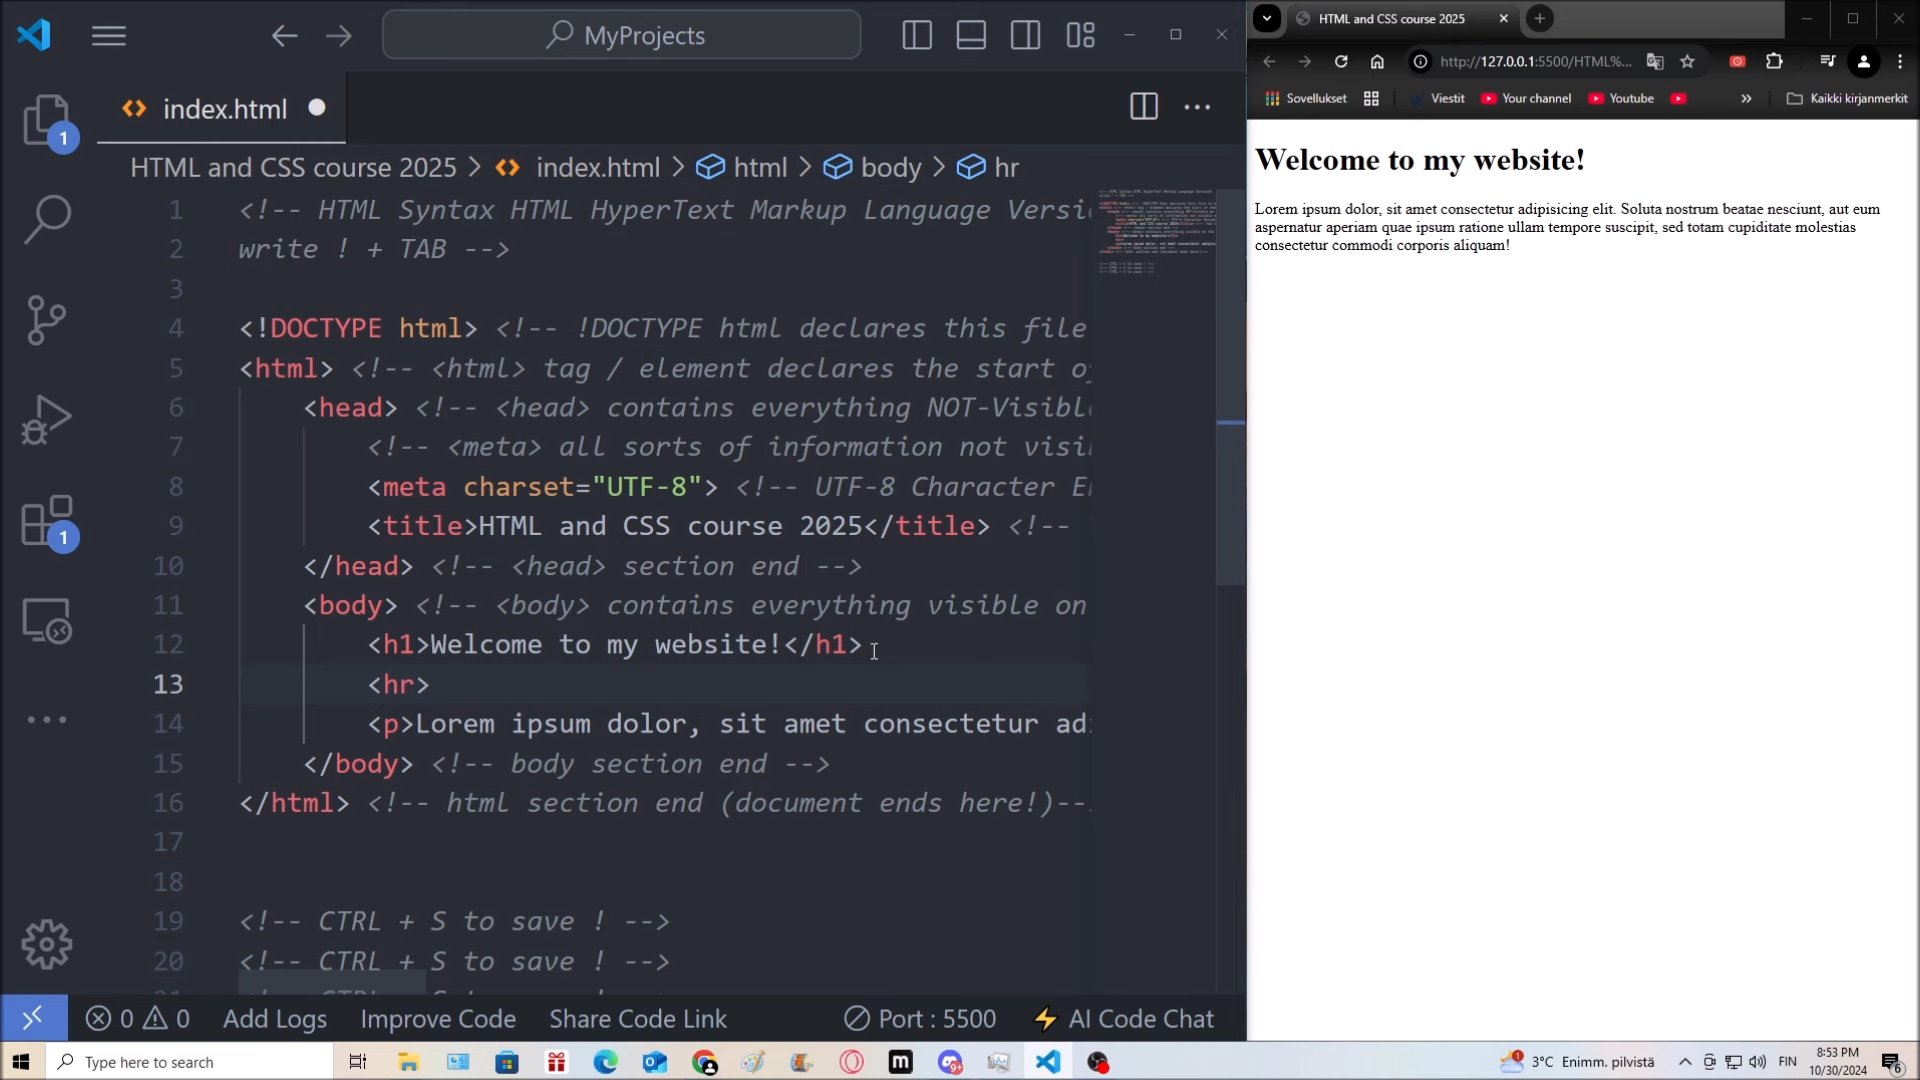 MyProjects
index.html
HTML and CSS course 2025 > index.html > html > body > hr
1 <!-- HTML Syntax HTML HyperText Markup Language
2 write ! + TAB -->
3
4 <!DOCTYPE html> <!-- !DOCTYPE html declares this file
5 <html> <!-- <html> tag / element declares the start
6 <head> <!-- <head> contains everything
7 <!-- <meta> all sorts of information not
8 <meta charset="UTF-8"> <!-- UTF-8 Character
9 <title>HTML and CSS course 2025</title> <!--
10 </head> <!-- <head> section end -->
11 <body> <!-- <body> contains everything visible on
12 <h1>Welcome to my website!</h1>
13 <hr>
14 <p>Lorem ipsum dolor, sit amet consectetur
15 </body> <!-- body section end -->
16 </html> <!-- html section end (document ends here!)--
17
18
19 <!-- CTRL + S to save ! -->
20 <!-- CTRL + S to save ! -->
1
1
0 0 Add Logs Improve Code Share Code Link Port : 5500 AI Code Chat
HTML and CSS course 2025
http://127.0.0.1:5500/HTML%...
Sovellukset Viestit Your channel Youtube » Kaikki kirjanmerkit
Welcome to my website!
Lorem ipsum dolor, sit amet consectetur adipisicing elit. Soluta nostrum beatae nesciunt, aut eum
aspernatur aperiam quae ipsum ratione ullam tempore suscipit, sed totam cupiditate molestias
consectetur commodi corporis aliquam!
Type here to search
3°C Enimm. pilvistä FIN 8:53 PM
10/30/2024